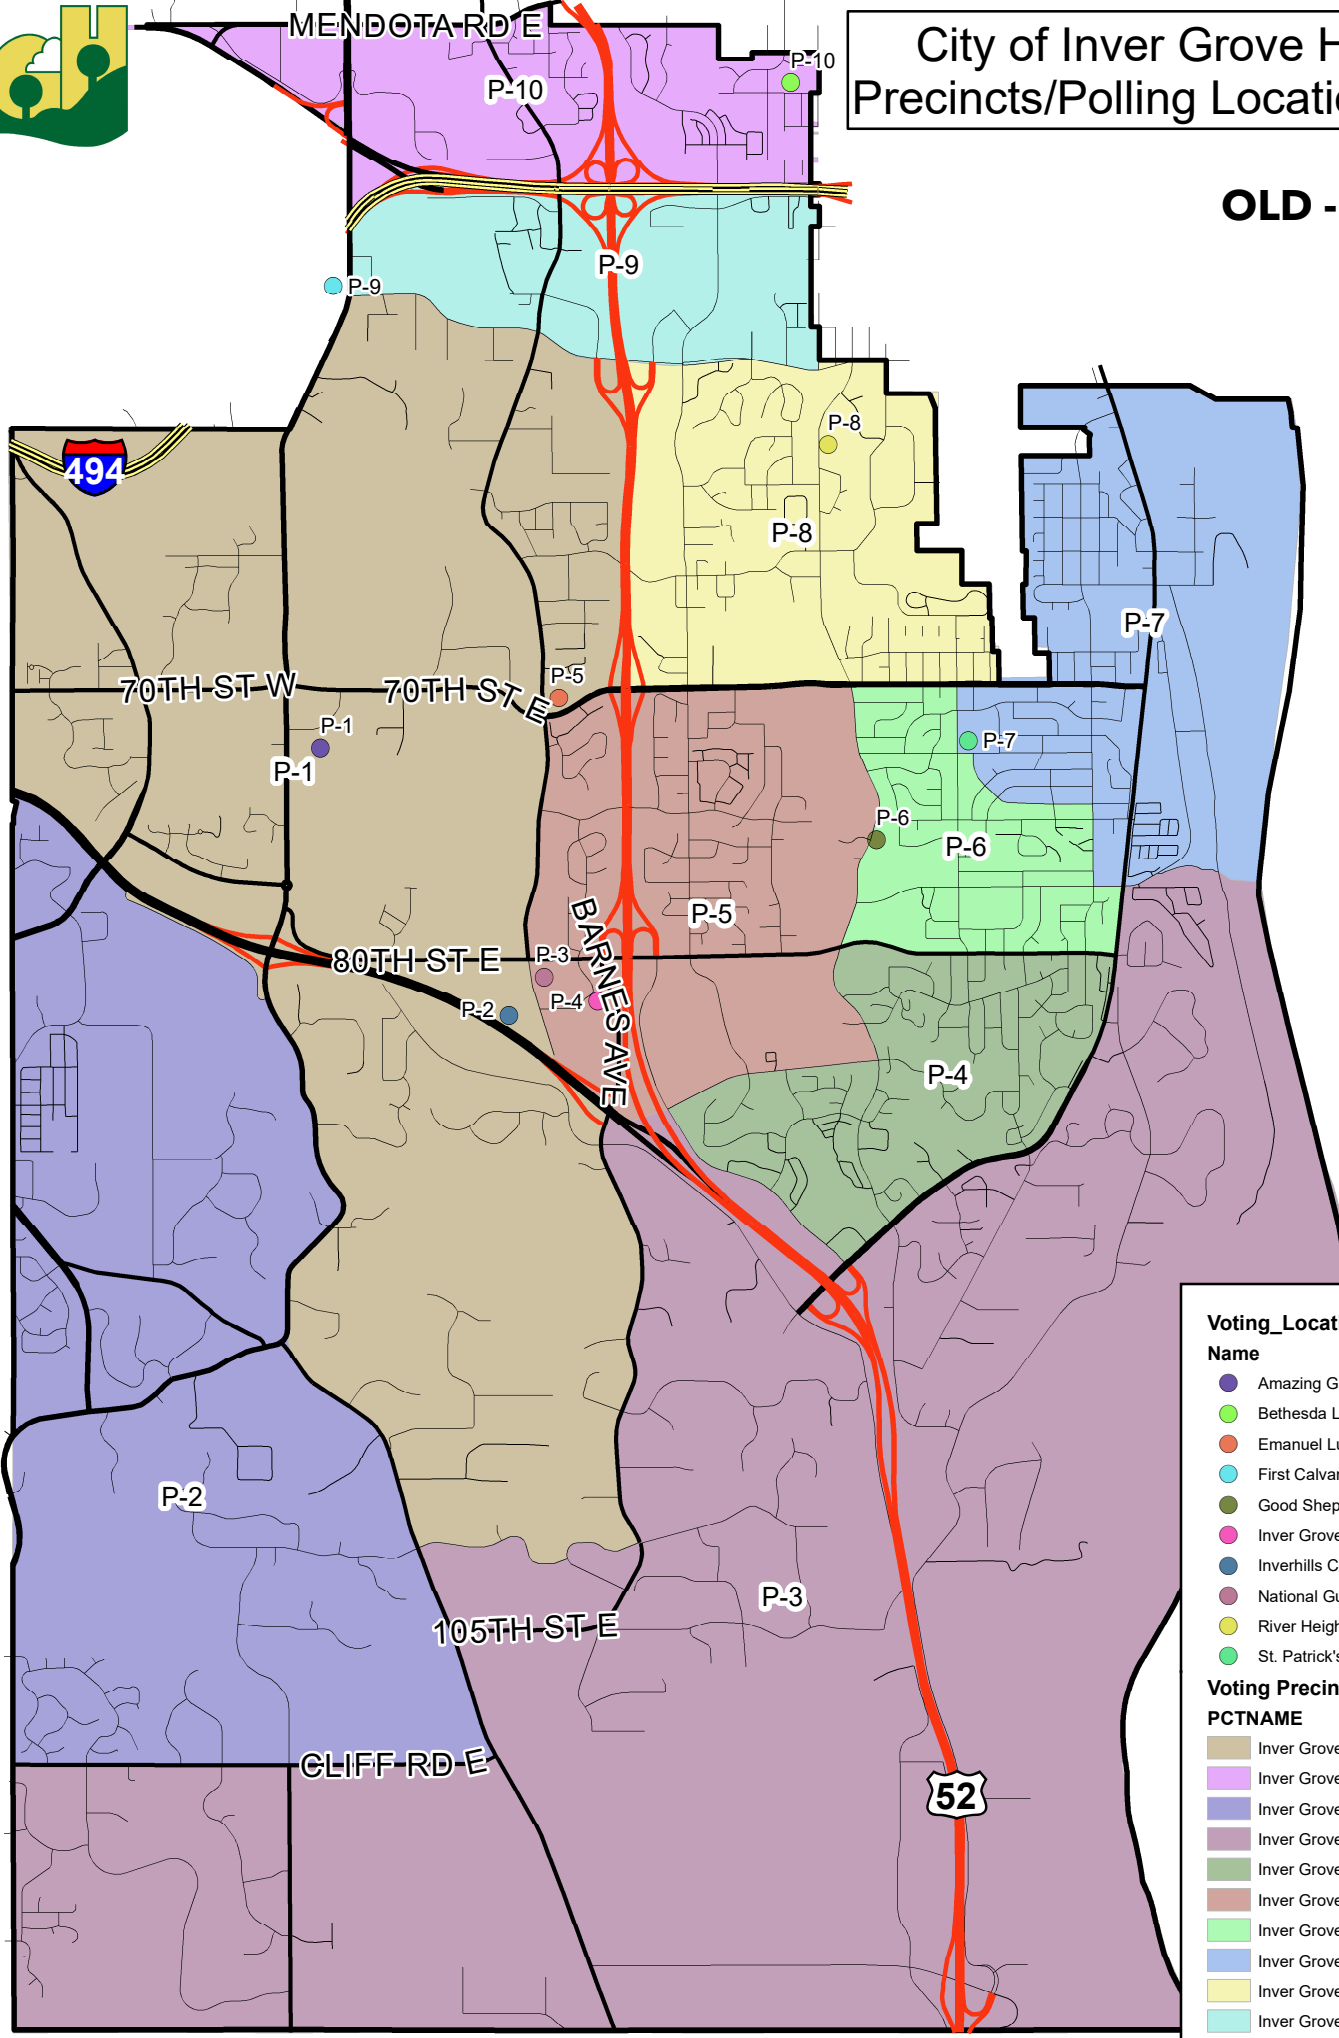 MENDOTA RD E
City of Inver Grove H
Precincts/Polling Locati
OLD -
P-10
P-10
P-9
P-9
P-8
P-8
494
P-7
70TH ST W
70TH ST E
P-5
P-1
P-1
P-7
P-6
P-6
P-5
BARNES AVE
80TH ST E
P-3
P-4
P-2
P-4
P-2
P-3
105TH ST E
CLIFF RD E
52
Voting_Locati
Name
Amazing G
Bethesda L
Emanuel Lu
First Calvar
Good Shep
Inver Grove
Inverhills C
National Gu
River Heigh
St. Patrick's
Voting Precin
PCTNAME
Inver Grove
Inver Grove
Inver Grove
Inver Grove
Inver Grove
Inver Grove
Inver Grove
Inver Grove
Inver Grove
Inver Grove